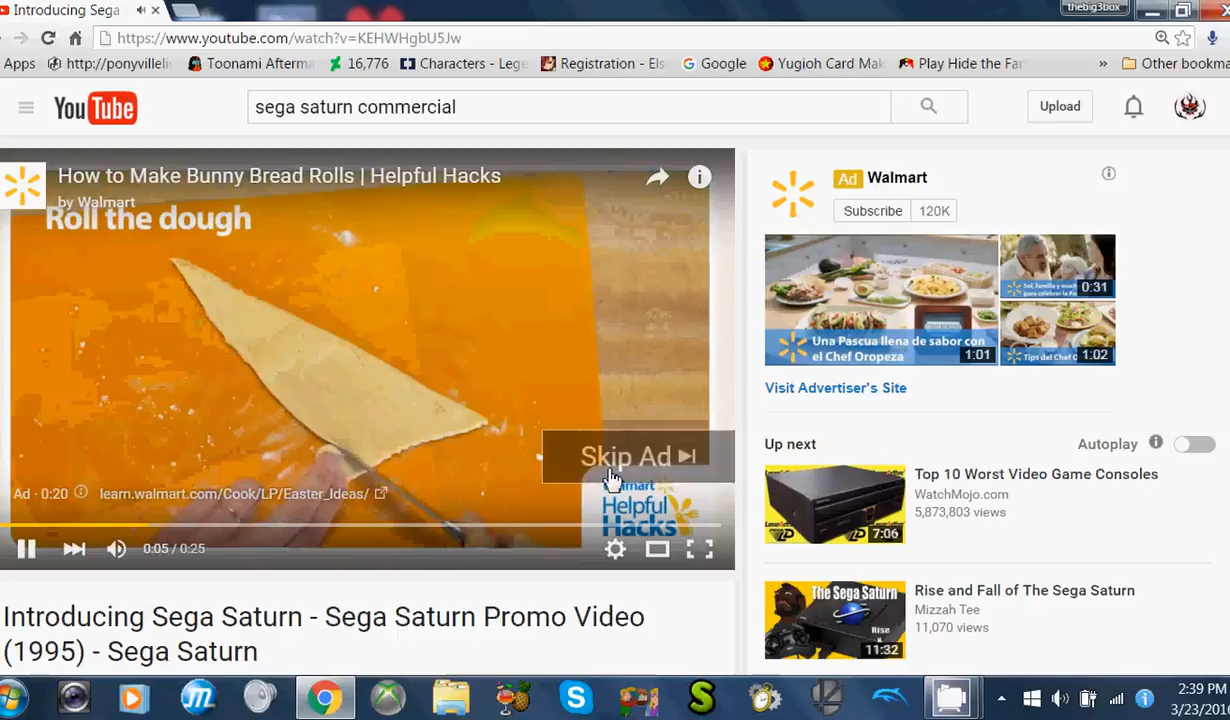 Introducing Sega
thebig3box
https://www.youtube.com/watch?v=KEHWHgbU5Jw
Apps http://ponyvilleli Toonami Afterma 16,776 Characters - Lege Registration - Els Google Yugioh Card Mak Play Hide the Far » Other bookma
YouTube
sega saturn commercial
Upload
How to Make Bunny Bread Rolls | Helpful Hacks
by Walmart
Roll the dough
Skip Ad
Ad · 0:20 learn.walmart.com/Cook/LP/Easter_Ideas/
Walmart
Helpful
Hacks
0:05 / 0:25
Introducing Sega Saturn - Sega Saturn Promo Video
(1995) - Sega Saturn
Ad Walmart
Subscribe 120K
Una Pascua llena de sabor con
el Chef Oropeza
1:01
0:31
Tips del Chef O
1:02
Visit Advertiser's Site
Up next
Autoplay
Top 10 Worst Video Game Consoles
WatchMojo.com
5,873,803 views
7:06
The Sega Saturn
Rise
11:32
Rise and Fall of The Sega Saturn
Mizzah Tee
11,070 views
2:39 PM
3/23/201